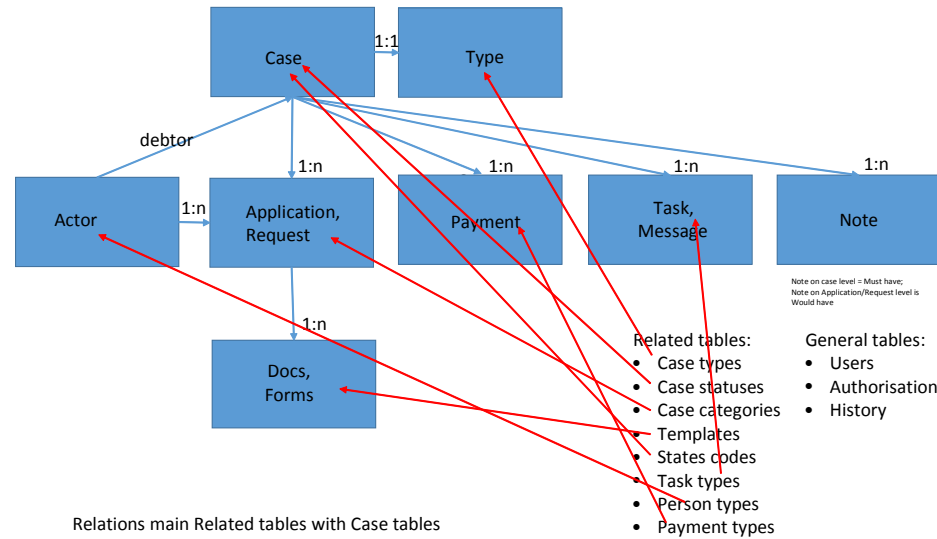 Case
1:1
Type
debtor
1:n
1:n
1:n
1:n
Actor
1:n
Application,
Request
Payment
Task,
Message
Note
Note on case level = Must have;
Note on Application/Request level is
Would have
1:n
Docs,
Forms
Related tables:
• Case types
• Case statuses
• Case categories
• Templates
• States codes
• Task types
• Person types
• Payment types
General tables:
• Users
• Authorisation
• History
Relations main Related tables with Case tables